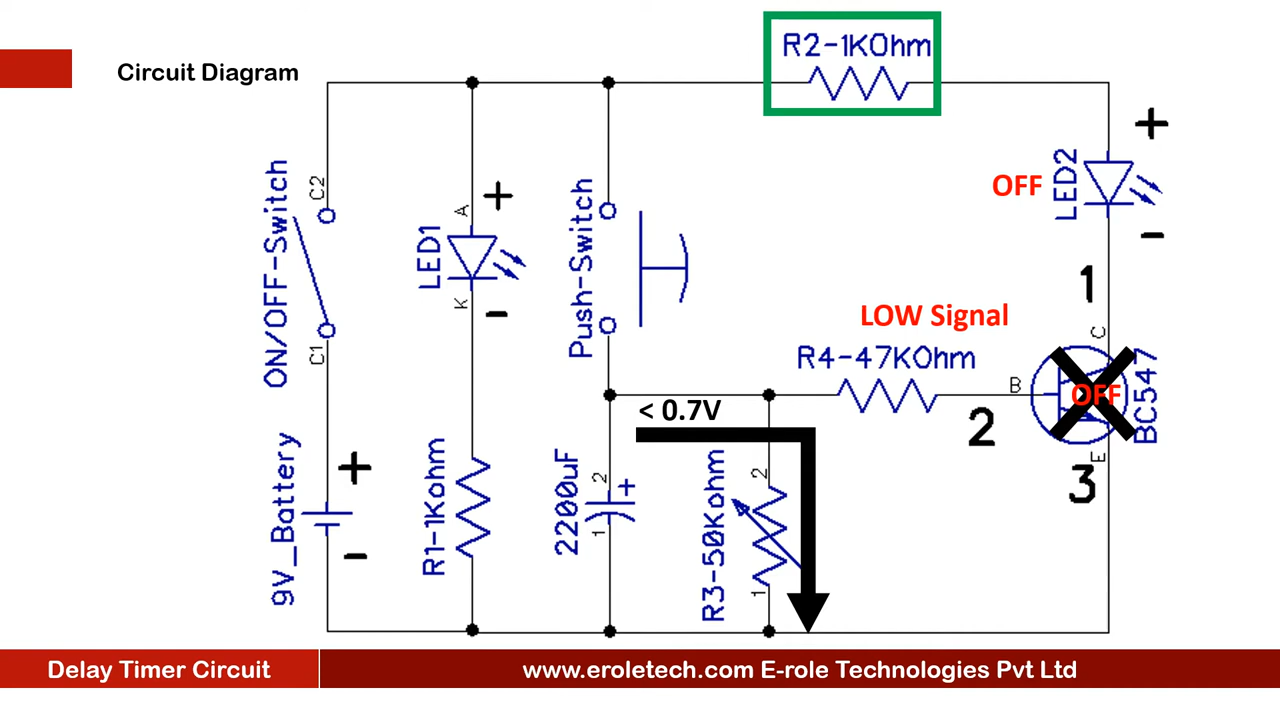 Circuit Diagram
R2-1KOhm
+
OFF
LED2
-
C2
ON/OFF-Switch
C1
A
+
LED1
K
-
Push-Switch
1
C
LOW Signal
R4-47KOhm
B
2
OFF
BC547
E
3
< 0.7V
9V_Battery
+
-
R1-1Kohm
2200uF
2
+
1
R3-50Kohm
2
1
Delay Timer Circuit
www.eroletech.com E-role Technologies Pvt Ltd